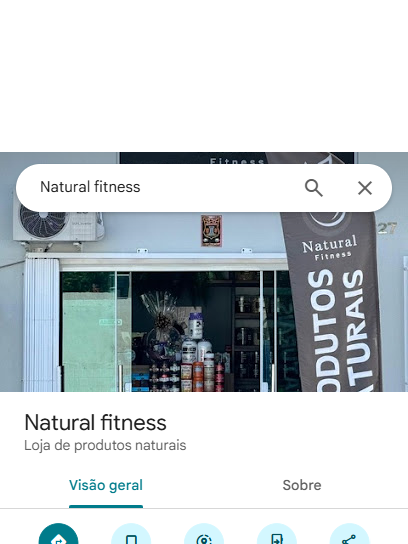 Fitness
Natural fitness
27
Natural
Fitness
PRODUTOS
NATURAIS
Natural fitness
Loja de produtos naturais
Visão geral
Sobre